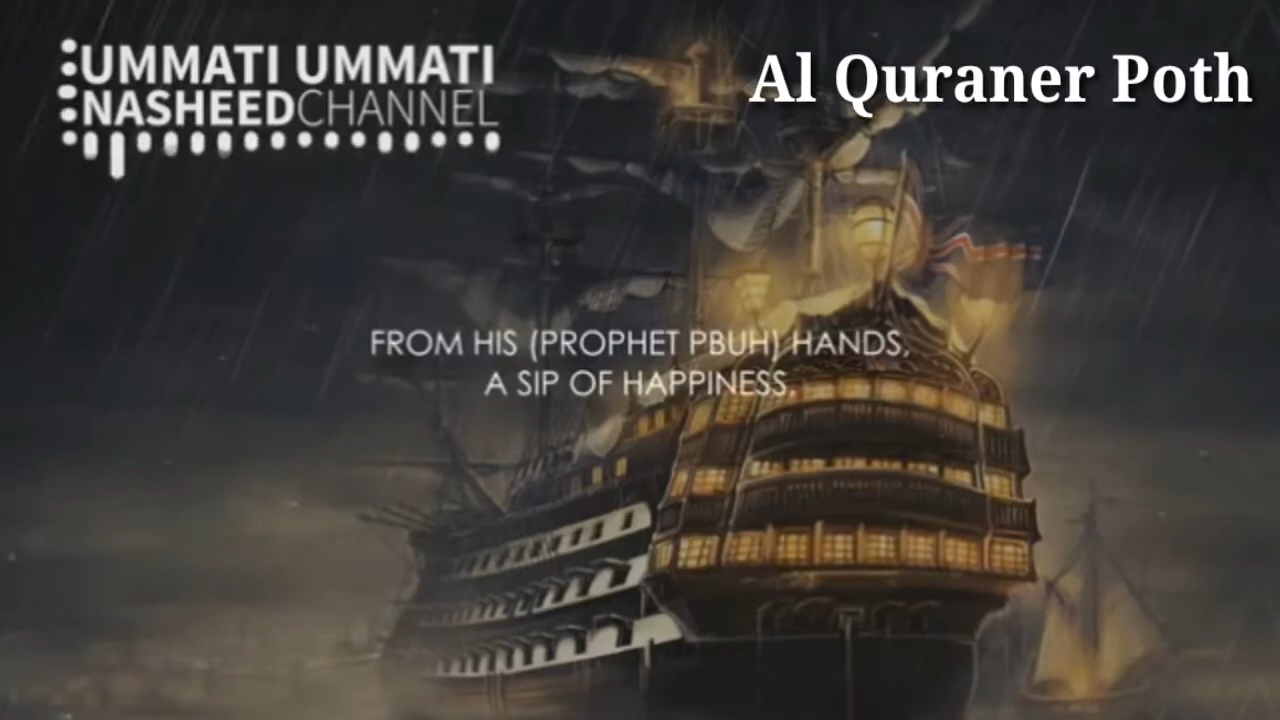 UMMATI UMMATI
NASHEEDCHANNEL
Al Quraner Poth
FROM HIS (PROPHET PBUH) HANDS,
A SIP OF HAPPINESS.